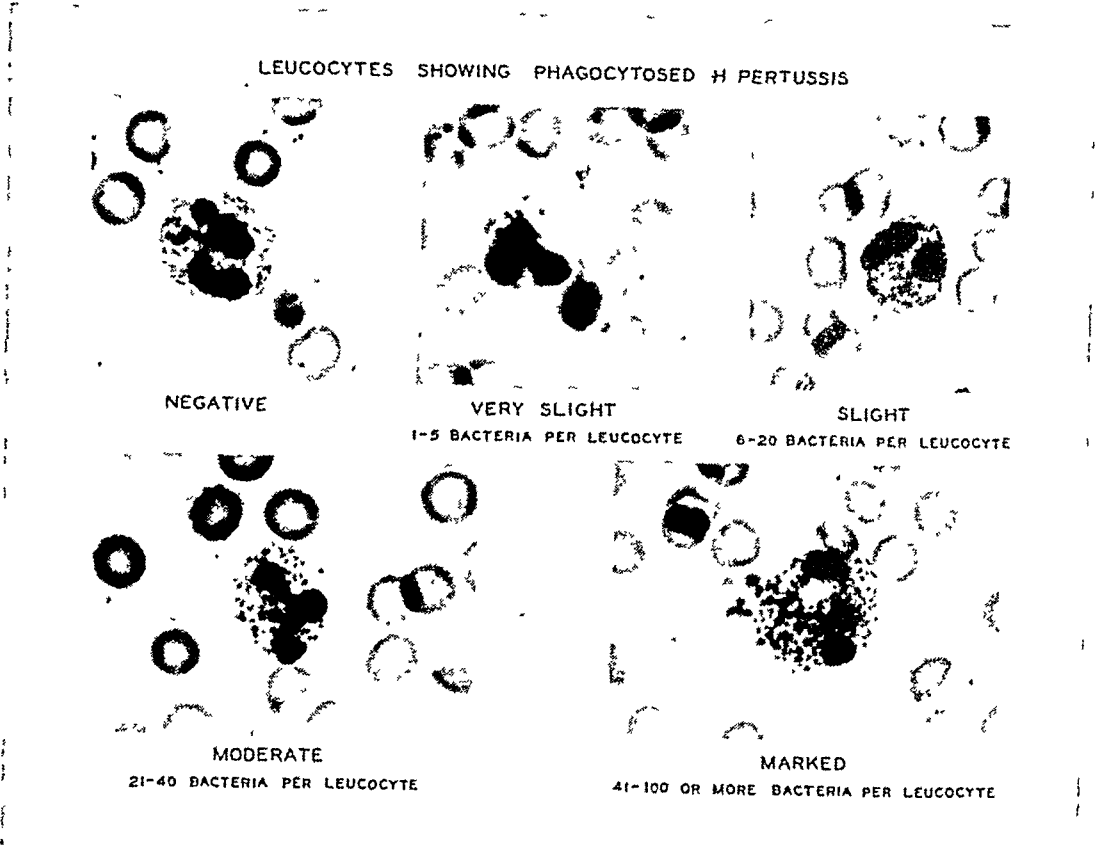 LEUCOCYTES SHOWING PHAGOCYTOSED H PERTUSSIS
NEGATIVE
VERY SLIGHT
1-5 BACTERIA PER LEUCOCYTE
SLIGHT
6-20 BACTERIA PER LEUCOCYTE
MODERATE
21-40 BACTERIA PER LEUCOCYTE
MARKED
41-100 OR MORE BACTERIA PER LEUCOCYTE